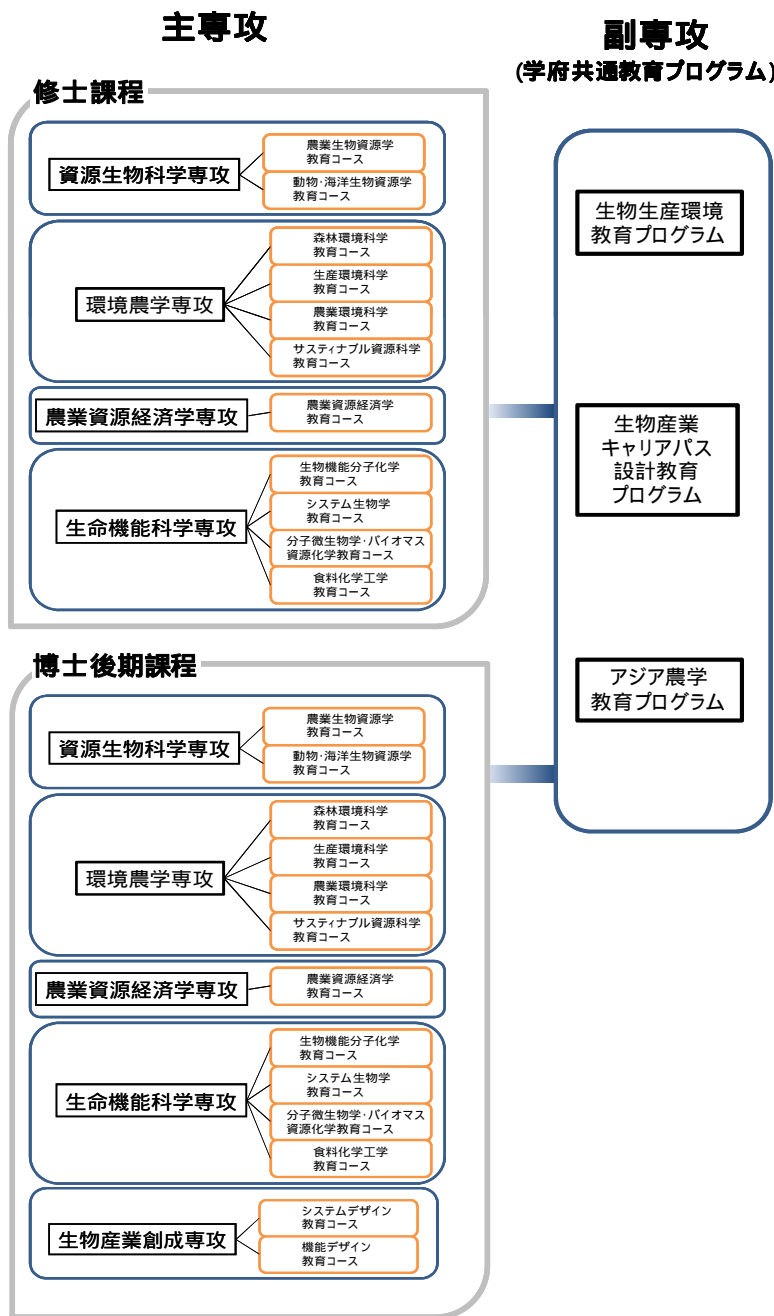 主専攻
副専攻
(学府共通教育プログラム)
修士課程
資源生物科学専攻
農業生物資源学
教育コース
動物・海洋生物資源学
教育コース
環境農学専攻
森林環境科学
教育コース
生産環境科学
教育コース
農業環境科学
教育コース
サスティナブル資源科学
教育コース
農業資源経済学専攻
農業資源経済学
教育コース
生命機能科学専攻
生物機能分子化学
教育コース
システム生物学
教育コース
分子微生物学・バイオマス
資源化学教育コース
食料化学工学
教育コース
博士後期課程
資源生物科学専攻
農業生物資源学
教育コース
動物・海洋生物資源学
教育コース
環境農学専攻
森林環境科学
教育コース
生産環境科学
教育コース
農業環境科学
教育コース
サスティナブル資源科学
教育コース
農業資源経済学専攻
農業資源経済学
教育コース
生命機能科学専攻
生物機能分子化学
教育コース
システム生物学
教育コース
分子微生物学・バイオマス
資源化学教育コース
食料化学工学
教育コース
生物産業創成専攻
システムデザイン
教育コース
機能デザイン
教育コース
生物生産環境
教育プログラム
生物産業
キャリアパス
設計教育
プログラム
アジア農学
教育プログラム